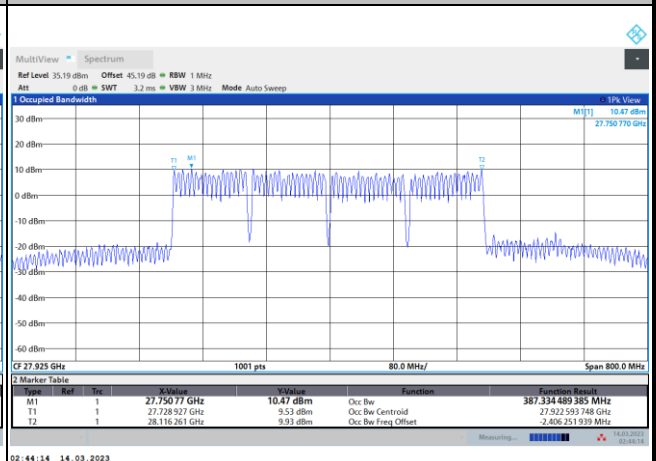 MultiView Spectrum
Ref Level 35.19 dBm Offset 45.19 dB RBW 1 MHz
Att 0 dB SWT 3.2 ms VBW 3 MHz Mode Auto Sweep
1 Occupied Bandwidth 1Pk View
M1[1] 10.47 dBm
27.750 770 GHz
30 dBm
20 dBm
T1 M1 T2
10 dBm
0 dBm
-10 dBm
-20 dBm
-30 dBm
-40 dBm
-50 dBm
-60 dBm
CF 27.925 GHz 1001 pts 80.0 MHz/ Span 800.0 MHz
2 Marker Table
Type Ref Trc X-Value Y-Value Function Function Result
M1 1 27.750 77 GHz 10.47 dBm Occ Bw 387.334 489 385 MHz
T1 1 27.728 927 GHz 9.53 dBm Occ Bw Centroid 27.922 593 748 GHz
T2 1 28.116 261 GHz 9.93 dBm Occ Bw Freq Offset -2.406 251 939 MHz
Measuring... 14.03.2023
02:44:14
02:44:14 14.03.2023